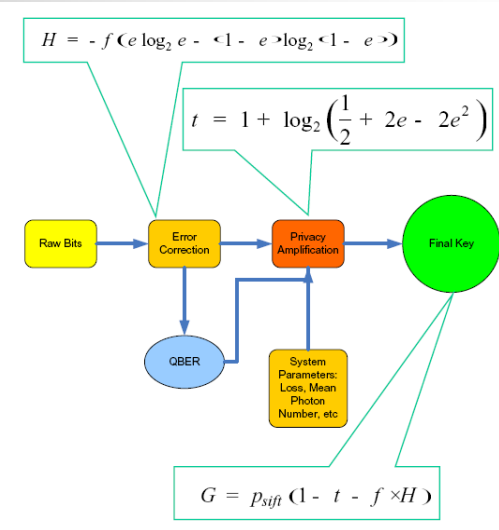 H = - f (e log₂ e - <1 - e>log₂ <1 - e>)
t = 1 + log₂ (1/2 + 2e - 2e²)
Raw Bits
Error
Correction
Privacy
Amplification
Final Key
QBER
System
Parameters:
Loss, Mean
Photon
Number, etc
G = p_sift (1 - t - f ×H )